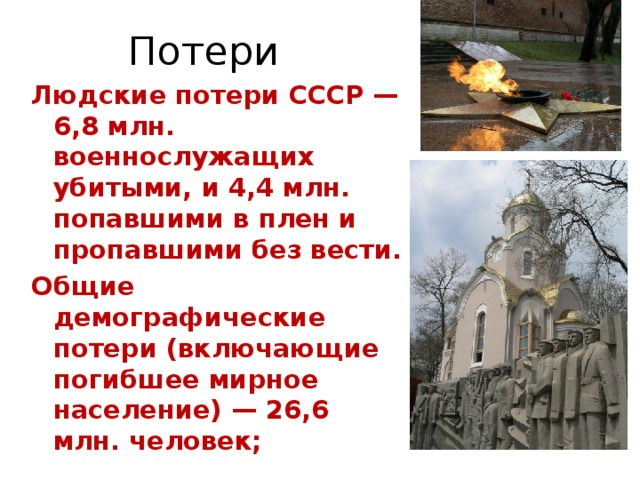 Потери
Людские потери СССР —
6,8 млн.
военнослужащих
убитыми, и 4,4 млн.
попавшими в плен и
пропавшими без вести.
Общие
демографические
потери (включающие
погибшее мирное
население) — 26,6
млн. человек;